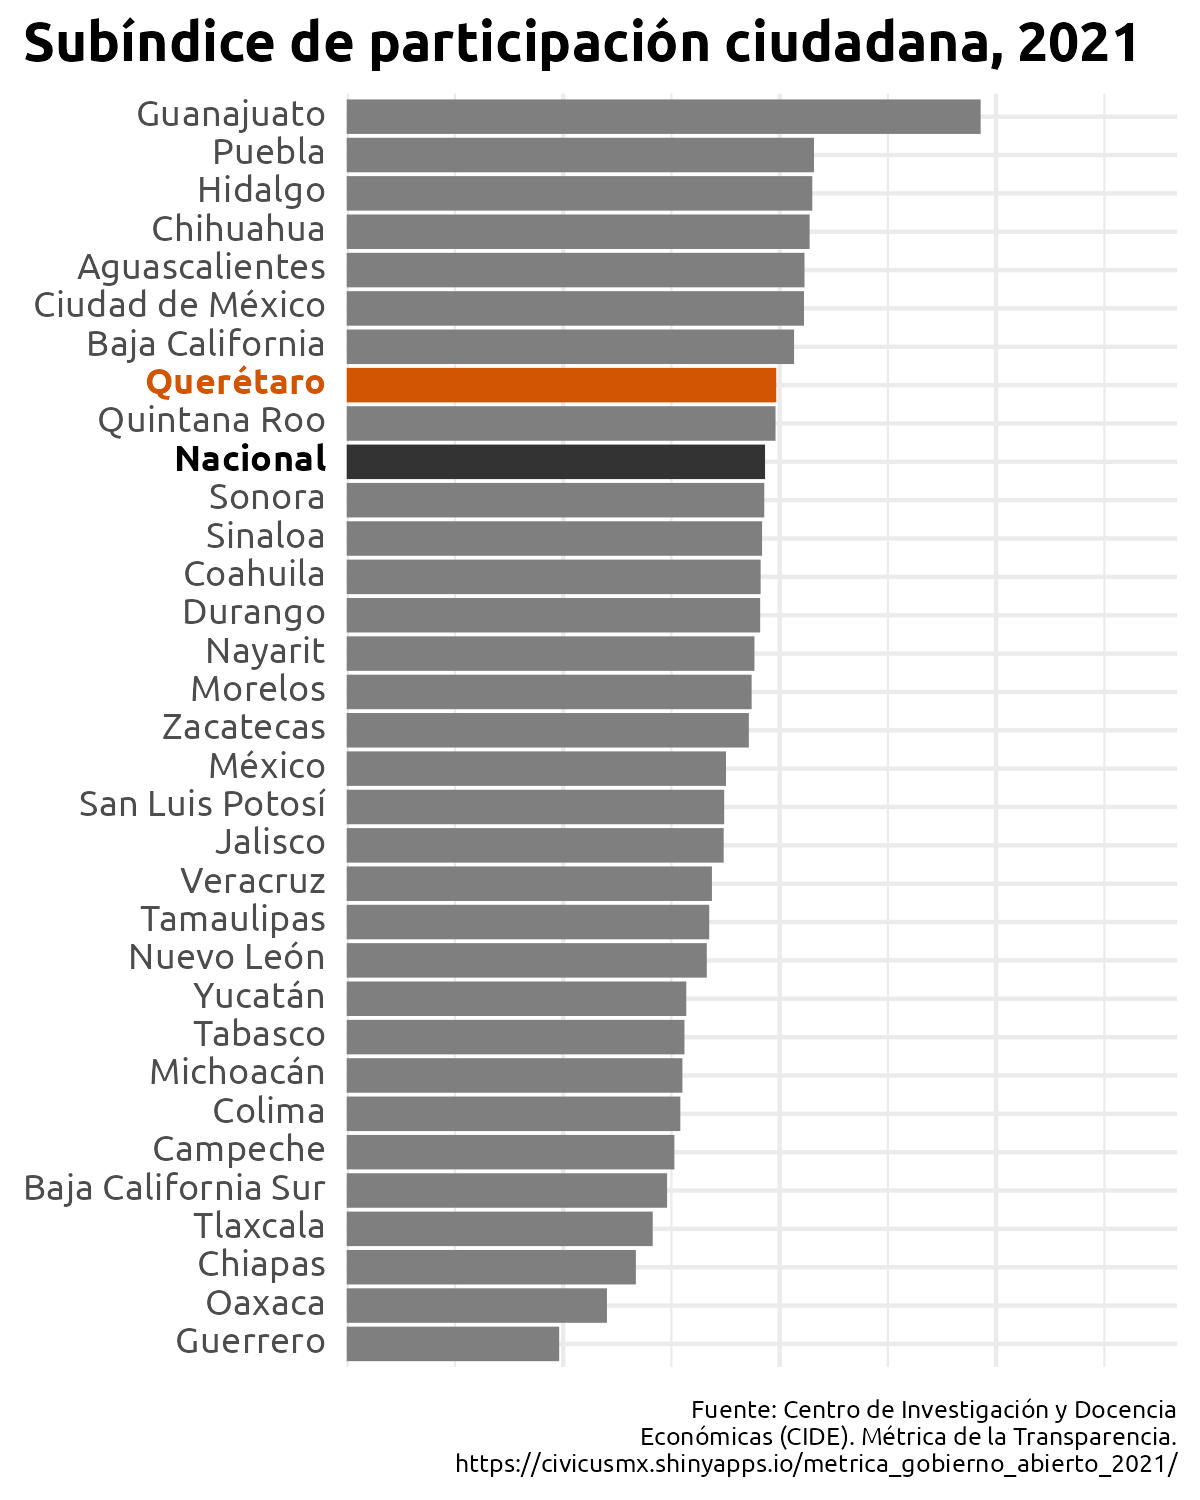 Subíndice de participación ciudadana, 2021
Guanajuato
Puebla
Hidalgo
Chihuahua
Aguascalientes
Ciudad de México
Baja California
Querétaro
Quintana Roo
Nacional
Sonora
Sinaloa
Coahuila
Durango
Nayarit
Morelos
Zacatecas
México
San Luis Potosí
Jalisco
Veracruz
Tamaulipas
Nuevo León
Yucatán
Tabasco
Michoacán
Colima
Campeche
Baja California Sur
Tlaxcala
Chiapas
Oaxaca
Guerrero
Fuente: Centro de Investigación y Docencia
Económicas (CIDE). Métrica de la Transparencia.
https://civicusmx.shinyapps.io/metrica_gobierno_abierto_2021/